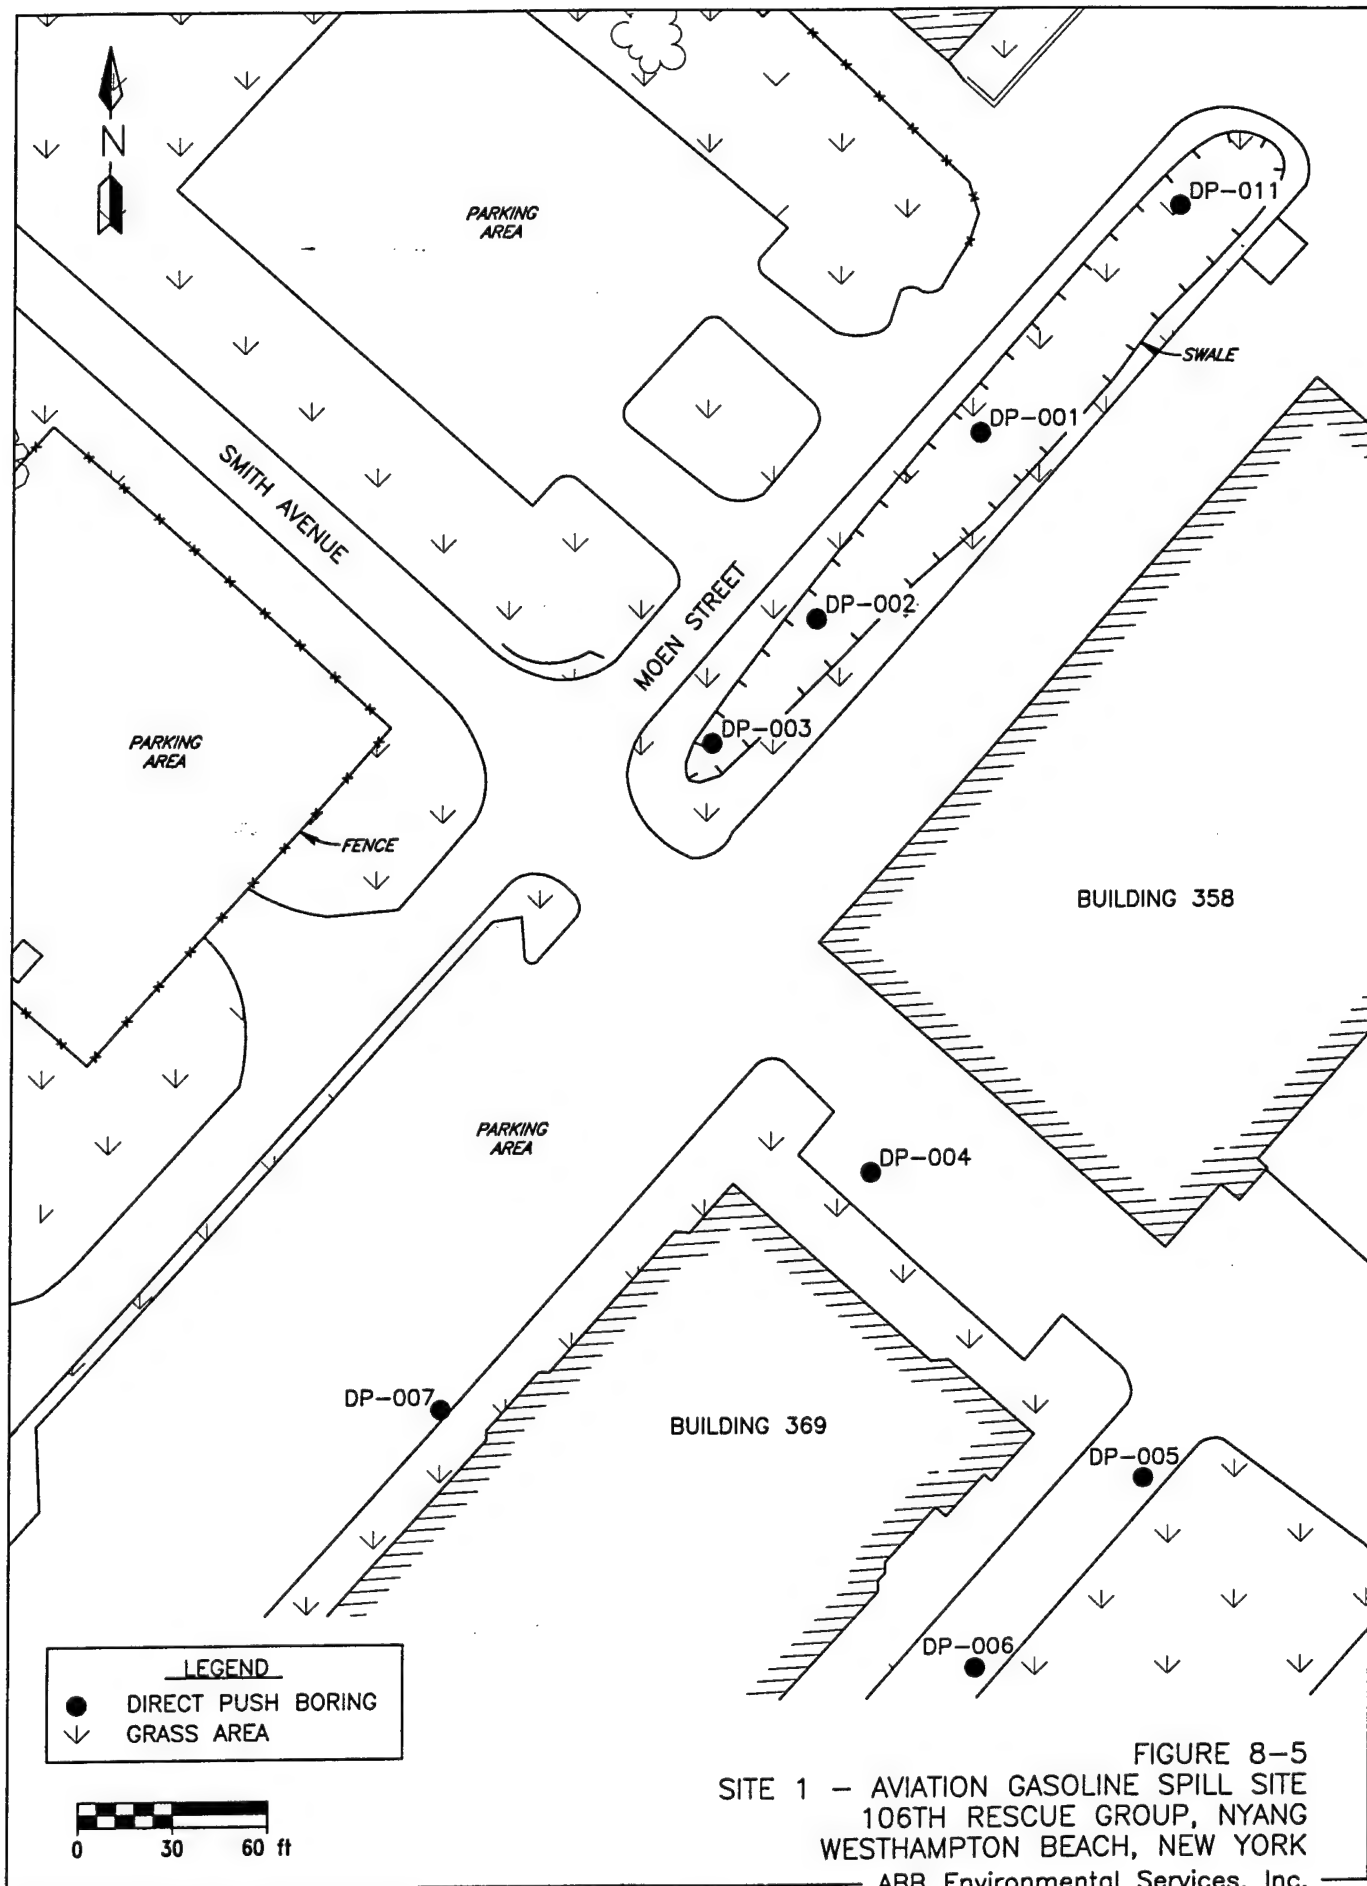 N
PARKING
AREA
DP-011
SWALE
DP-001
SMITH AVENUE
MOEN STREET
DP-002
DP-003
PARKING
AREA
FENCE
BUILDING 358
PARKING
AREA
DP-004
DP-007
BUILDING 369
DP-005
DP-006
LEGEND
DIRECT PUSH BORING
GRASS AREA
0 30 60 ft
FIGURE 8-5
SITE 1 - AVIATION GASOLINE SPILL SITE
106TH RESCUE GROUP, NYANG
WESTHAMPTON BEACH, NEW YORK
ABB Environmental Services, Inc.